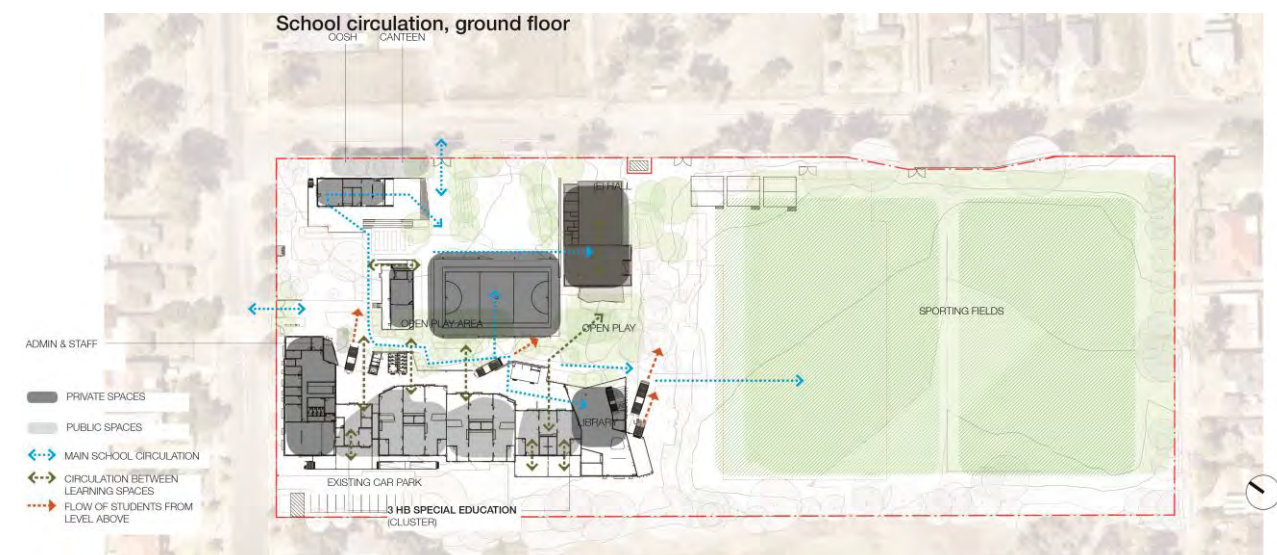 School circulation, ground floor
OOSH
CANTEEN
(E) HALL
SPORTING FIELDS
OPEN PLAY AREA
OPEN PLAY
ADMIN & STAFF
PRIVATE SPACES
PUBLIC SPACES
MAIN SCHOOL CIRCULATION
CIRCULATION BETWEEN
LEARNING SPACES
FLOW OF STUDENTS FROM
LEVEL ABOVE
LIBRARY
EXISTING CAR PARK
3 HB SPECIAL EDUCATION
(CLUSTER)